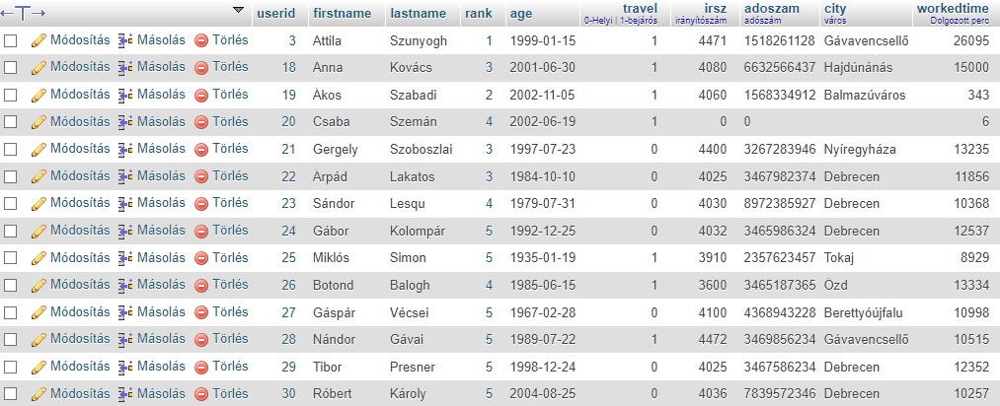 userid firstname lastname rank age travel irsz adoszam city workedtime
0-Helyi | 1-bejárós irányítószám adószám város Dolgozott perc
Módosítás Másolás Törlés 3 Attila Szunyogh 1 1999-01-15 1 4471 1518261128 Gávavencsellő 26095
Módosítás Másolás Törlés 18 Anna Kovács 3 2001-06-30 1 4080 6632566437 Hajdúnánás 15000
Módosítás Másolás Törlés 19 Ákos Szabadi 2 2002-11-05 1 4060 1568334912 Balmazúváros 343
Módosítás Másolás Törlés 20 Csaba Szemán 4 2002-06-19 1 0 0 6
Módosítás Másolás Törlés 21 Gergely Szoboszlai 3 1997-07-23 0 4400 3267283946 Nyíregyháza 13235
Módosítás Másolás Törlés 22 Árpád Lakatos 3 1984-10-10 0 4025 3467982374 Debrecen 11856
Módosítás Másolás Törlés 23 Sándor Lesqu 4 1979-07-31 0 4030 8972385927 Debrecen 10368
Módosítás Másolás Törlés 24 Gábor Kolompár 5 1992-12-25 0 4032 3465986324 Debrecen 12537
Módosítás Másolás Törlés 25 Miklós Simon 5 1935-01-19 1 3910 2357623457 Tokaj 8929
Módosítás Másolás Törlés 26 Botond Balogh 4 1985-06-15 1 3600 3465187365 Ózd 13334
Módosítás Másolás Törlés 27 Gáspár Vécsei 5 1967-02-28 0 4100 4368943228 Berettyóújfalu 10998
Módosítás Másolás Törlés 28 Nándor Gávai 5 1989-07-22 1 4472 3469856234 Gávavencsellő 10515
Módosítás Másolás Törlés 29 Tibor Presner 5 1998-12-24 0 4025 3467586234 Debrecen 12352
Módosítás Másolás Törlés 30 Róbert Károly 5 2004-08-25 0 4036 7839572346 Debrecen 10257